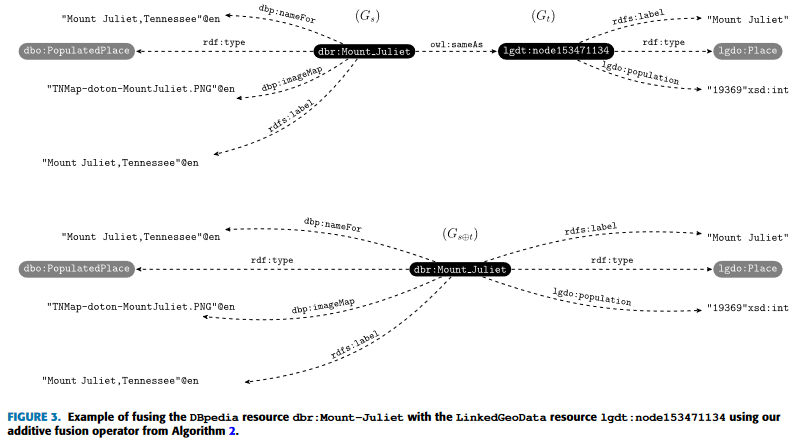 "Mount Juliet,Tennessee"@en
dbp:nameFor
(Gs)
(Gt)
rdfs:label
"Mount Juliet"
dbo:PopulatedPlace
rdf:type
dbr:Mount_Juliet
owl:sameAs
lgdt:node153471134
rdf:type
lgdo:Place
"TNMap-doton-MountJuliet.PNG"@en
dbp:imageMap
lgdo:population
"19369"xsd:int
rdfs:label
"Mount Juliet,Tennessee"@en
"Mount Juliet,Tennessee"@en
dbp:nameFor
(Gs⊕t)
rdfs:label
"Mount Juliet"
dbo:PopulatedPlace
rdf:type
dbr:Mount_Juliet
rdf:type
lgdo:Place
"TNMap-doton-MountJuliet.PNG"@en
dbp:imageMap
lgdo:population
"19369"xsd:int
rdfs:label
"Mount Juliet,Tennessee"@en
FIGURE 3. Example of fusing the DBpedia resource dbr:Mount-Juliet with the LinkedGeoData resource lgdt:node153471134 using our
additive fusion operator from Algorithm 2.